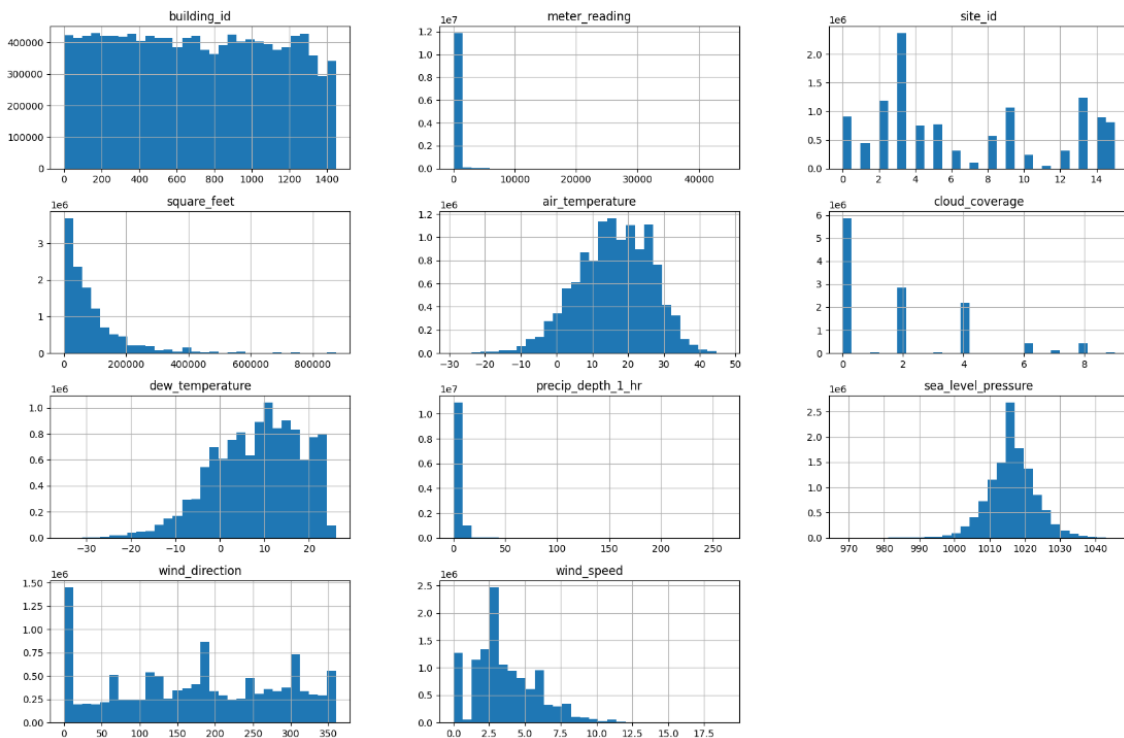 building_id
400000
300000
200000
100000
0
0 200 400 600 800 1000 1200 1400
meter_reading
1e7
1.2
1.0
0.8
0.6
0.4
0.2
0.0
0 10000 20000 30000 40000
site_id
1e6
2.0
1.5
1.0
0.5
0.0
0 2 4 6 8 10 12 14
square_feet
1e6
3
2
1
0
0 200000 400000 600000 800000
air_temperature
1e6
1.2
1.0
0.8
0.6
0.4
0.2
0.0
−30 −20 −10 0 10 20 30 40 50
cloud_coverage
1e6
6
5
4
3
2
1
0
0 2 4 6 8
dew_temperature
1e6
1.0
0.8
0.6
0.4
0.2
0.0
−30 −20 −10 0 10 20
precip_depth_1_hr
1e7
1.0
0.8
0.6
0.4
0.2
0.0
0 50 100 150 200 250
sea_level_pressure
1e6
2.5
2.0
1.5
1.0
0.5
0.0
970 980 990 1000 1010 1020 1030 1040
wind_direction
1e6
1.50
1.25
1.00
0.75
0.50
0.25
0.00
0 50 100 150 200 250 300 350
wind_speed
1e6
2.5
2.0
1.5
1.0
0.5
0.0
0.0 2.5 5.0 7.5 10.0 12.5 15.0 17.5